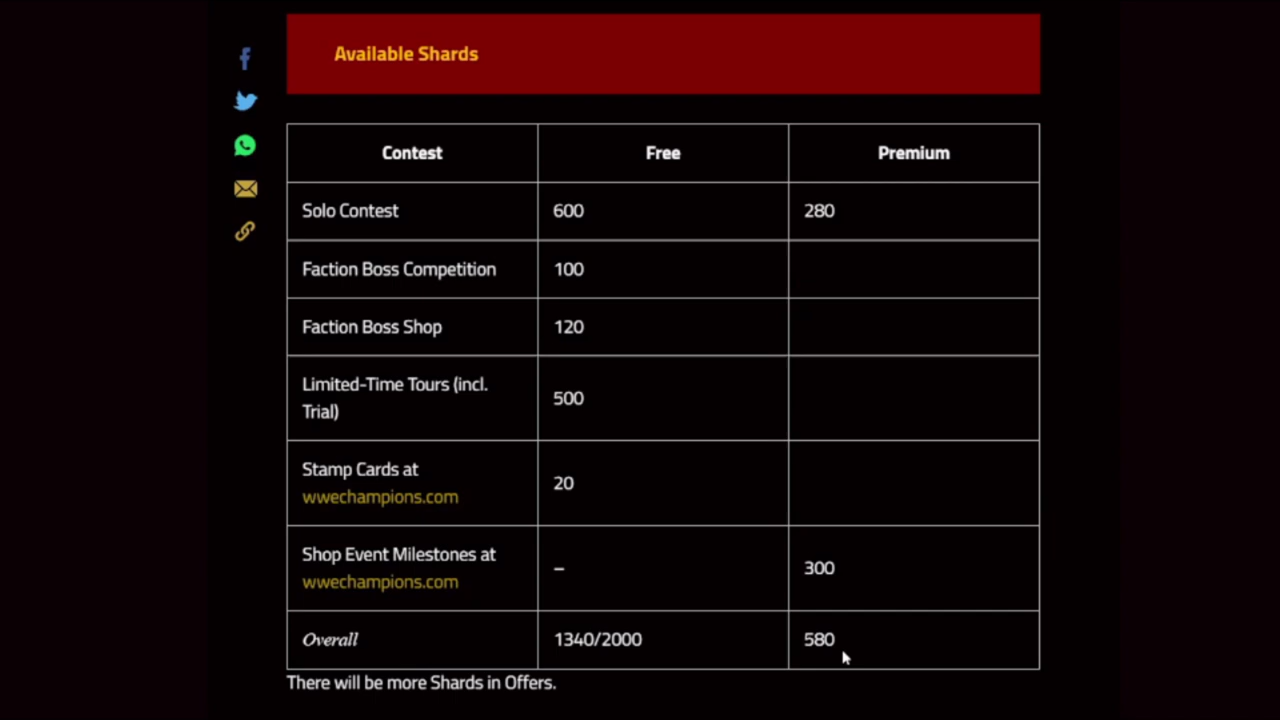 Available Shards
Contest Free Premium
Solo Contest 600 280
Faction Boss Competition 100
Faction Boss Shop 120
Limited-Time Tours (incl.
Trial) 500
Stamp Cards at
wwechampions.com 20
Shop Event Milestones at
wwechampions.com – 300
Overall 1340/2000 580
There will be more Shards in Offers.